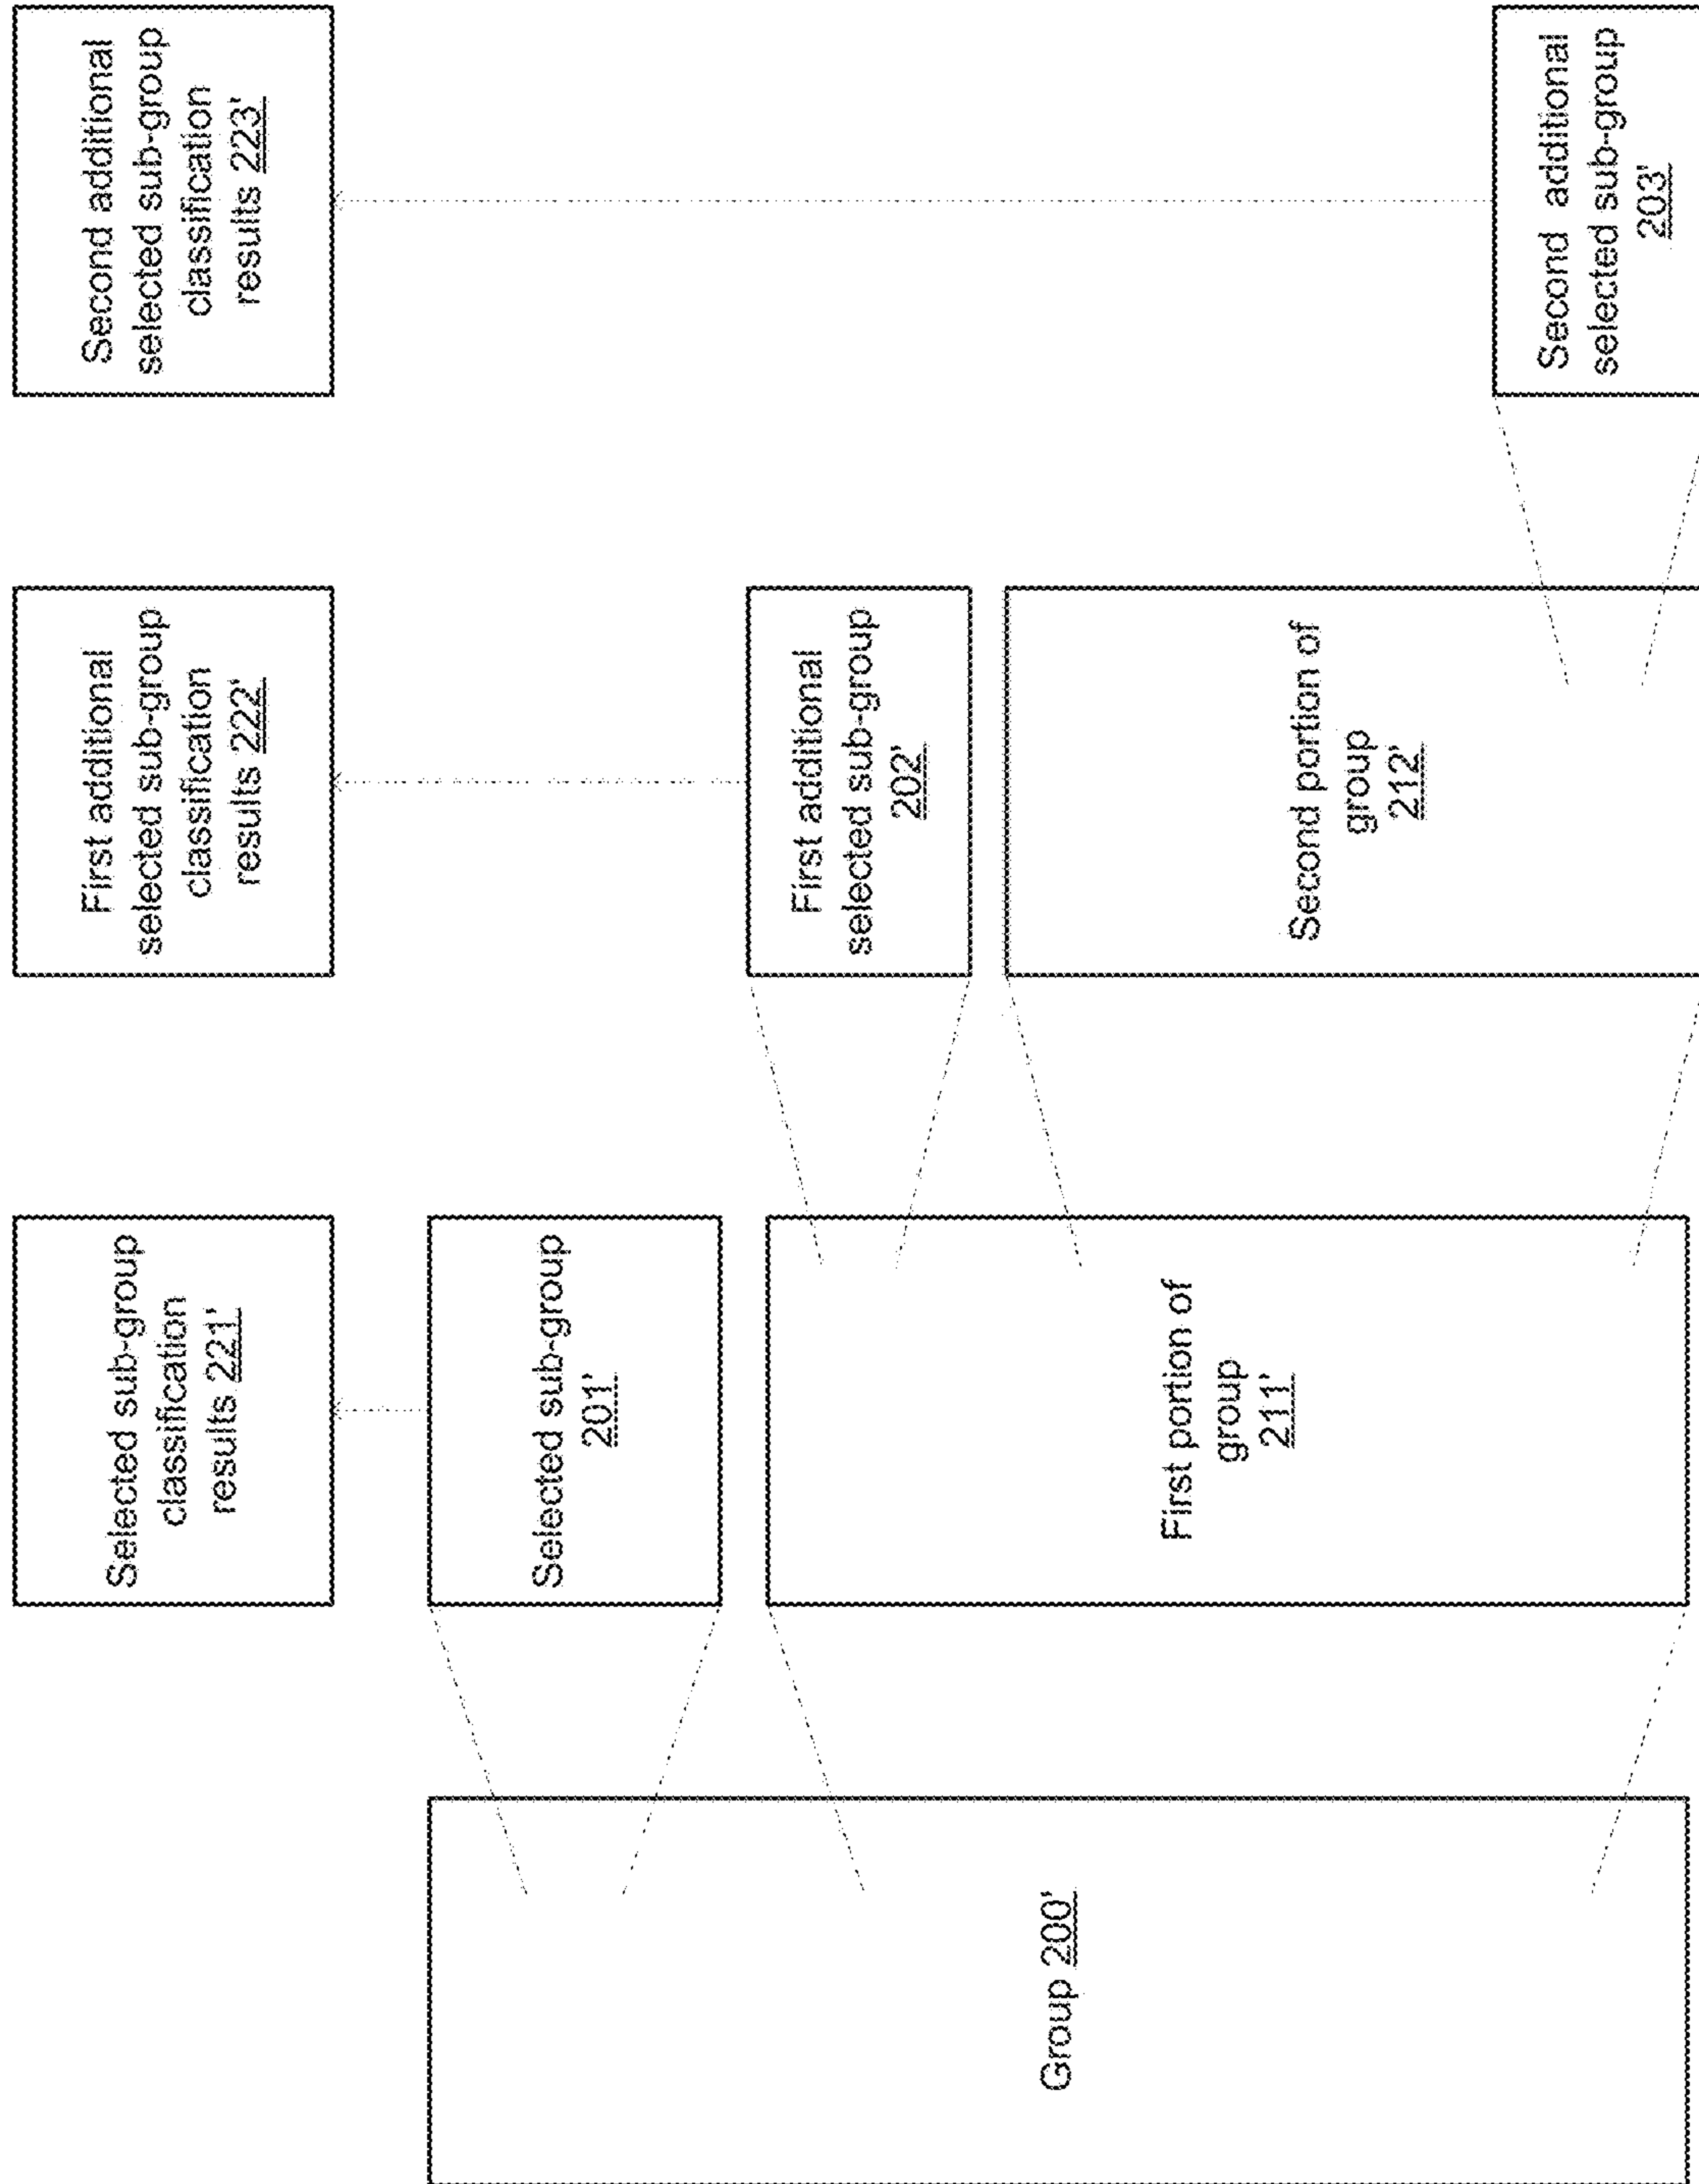 Selected sub-group
classification
results 221'
First additional
selected sub-group
classification
results 222'
Second additional
selected sub-group
classification
results 223'
Selected sub-group
201'
First additional
selected sub-group
202'
Group 200'
First portion of
group
211'
Second portion of
group
212'
Second additional
selected sub-group
203'